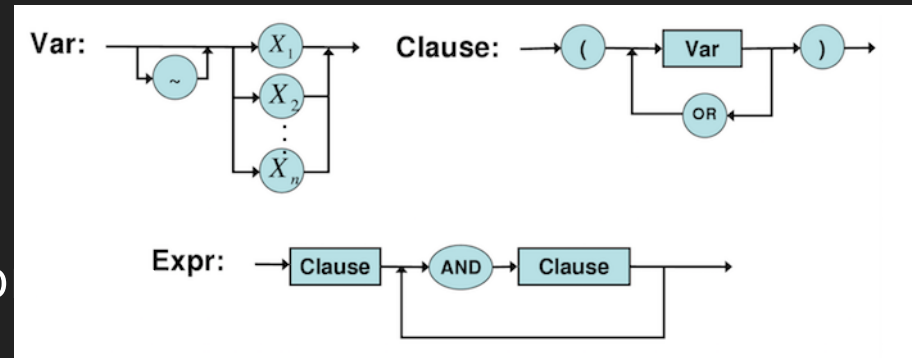 Var:
~
X₁
X₂
⋮
Xₙ
Clause:
(
Var
)
OR
Expr:
Clause
AND
Clause